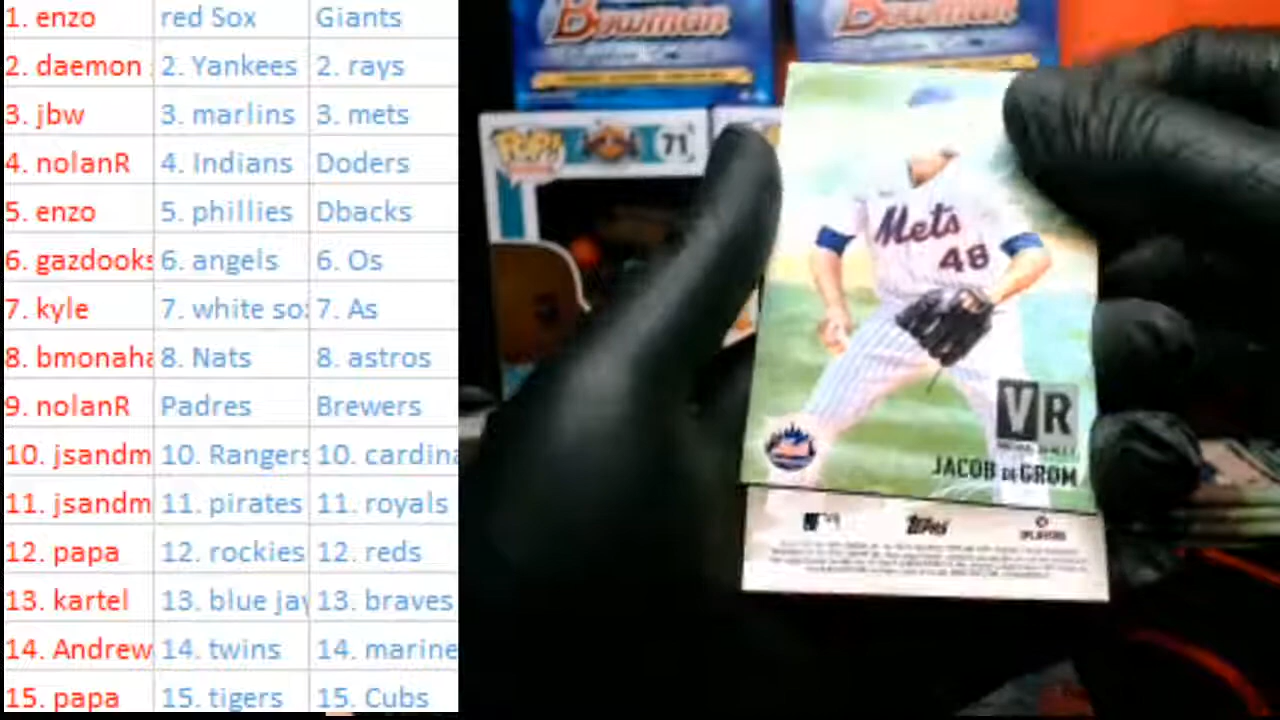 1. enzo red Sox Giants
2. daemon 2. Yankees 2. rays
3. jbw 3. marlins 3. mets
4. nolanR 4. Indians Doders
5. enzo 5. phillies Dbacks
6. gazdooks 6. angels 6. Os
7. kyle 7. white so 7. As
8. bmonaha 8. Nats 8. astros
9. nolanR Padres Brewers
10. jsandm 10. Rangers 10. cardina
11. jsandm 11. pirates 11. royals
12. papa 12. rockies 12. reds
13. kartel 13. blue jay 13. braves
14. Andrew 14. twins 14. marine
15. papa 15. tigers 15. Cubs
Bowman
Bowman
POP!
71
Mets
48
VR
JACOB deGROM
Topps
PLAYERS